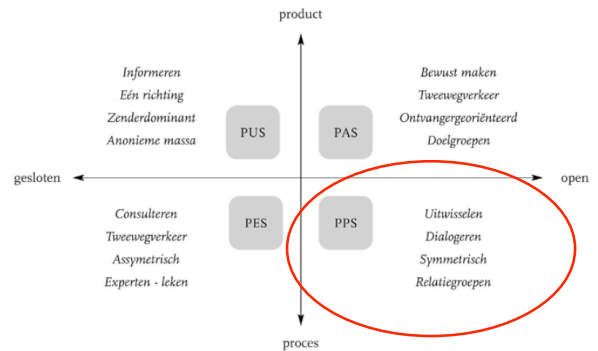 product
Informeren
Eén richting
Zenderdominant
Anonieme massa
PUS
PAS
Bewust maken
Tweewegverkeer
Ontvangergeoriënteerd
Doelgroepen
gesloten
open
Consulteren
Tweewegverkeer
Assymetrisch
Experten - leken
PES
PPS
Uitwisselen
Dialogeren
Symmetrisch
Relatiegroepen
proces